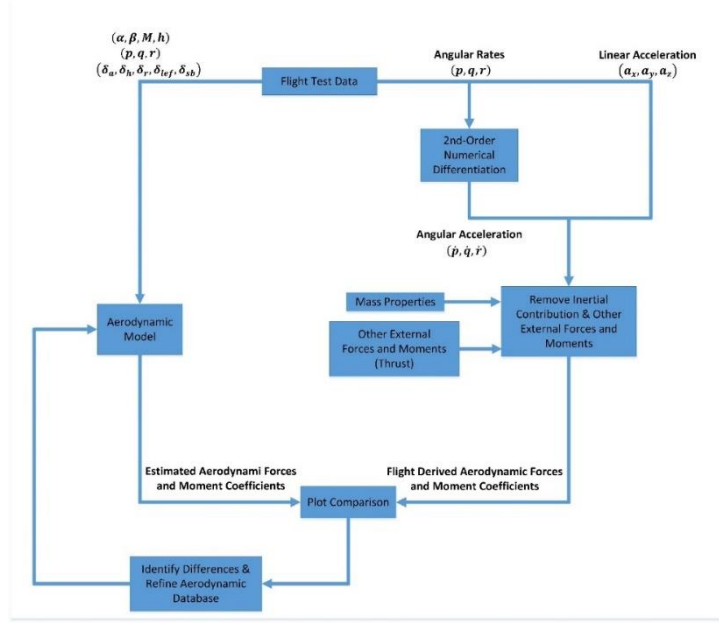 (α, β, M, h)
(p, q, r)
(δₐ, δₕ, δᵣ, δₗₑf, δₛb)
Flight Test Data
Angular Rates
(p, q, r)
Linear Acceleration
(aₓ, a_y, a_z)
2nd-Order
Numerical
Differentiation
Angular Acceleration
(ṗ, q̇, ṙ)
Mass Properties
Remove Inertial
Contribution & Other
External Forces and
Moments
Other External
Forces and Moments
(Thrust)
Aerodynamic
Model
Estimated Aerodynami Forces
and Moment Coefficients
Flight Derived Aerodynamic Forces
and Moment Coefficients
Plot Comparison
Identify Differences &
Refine Aerodynamic
Database